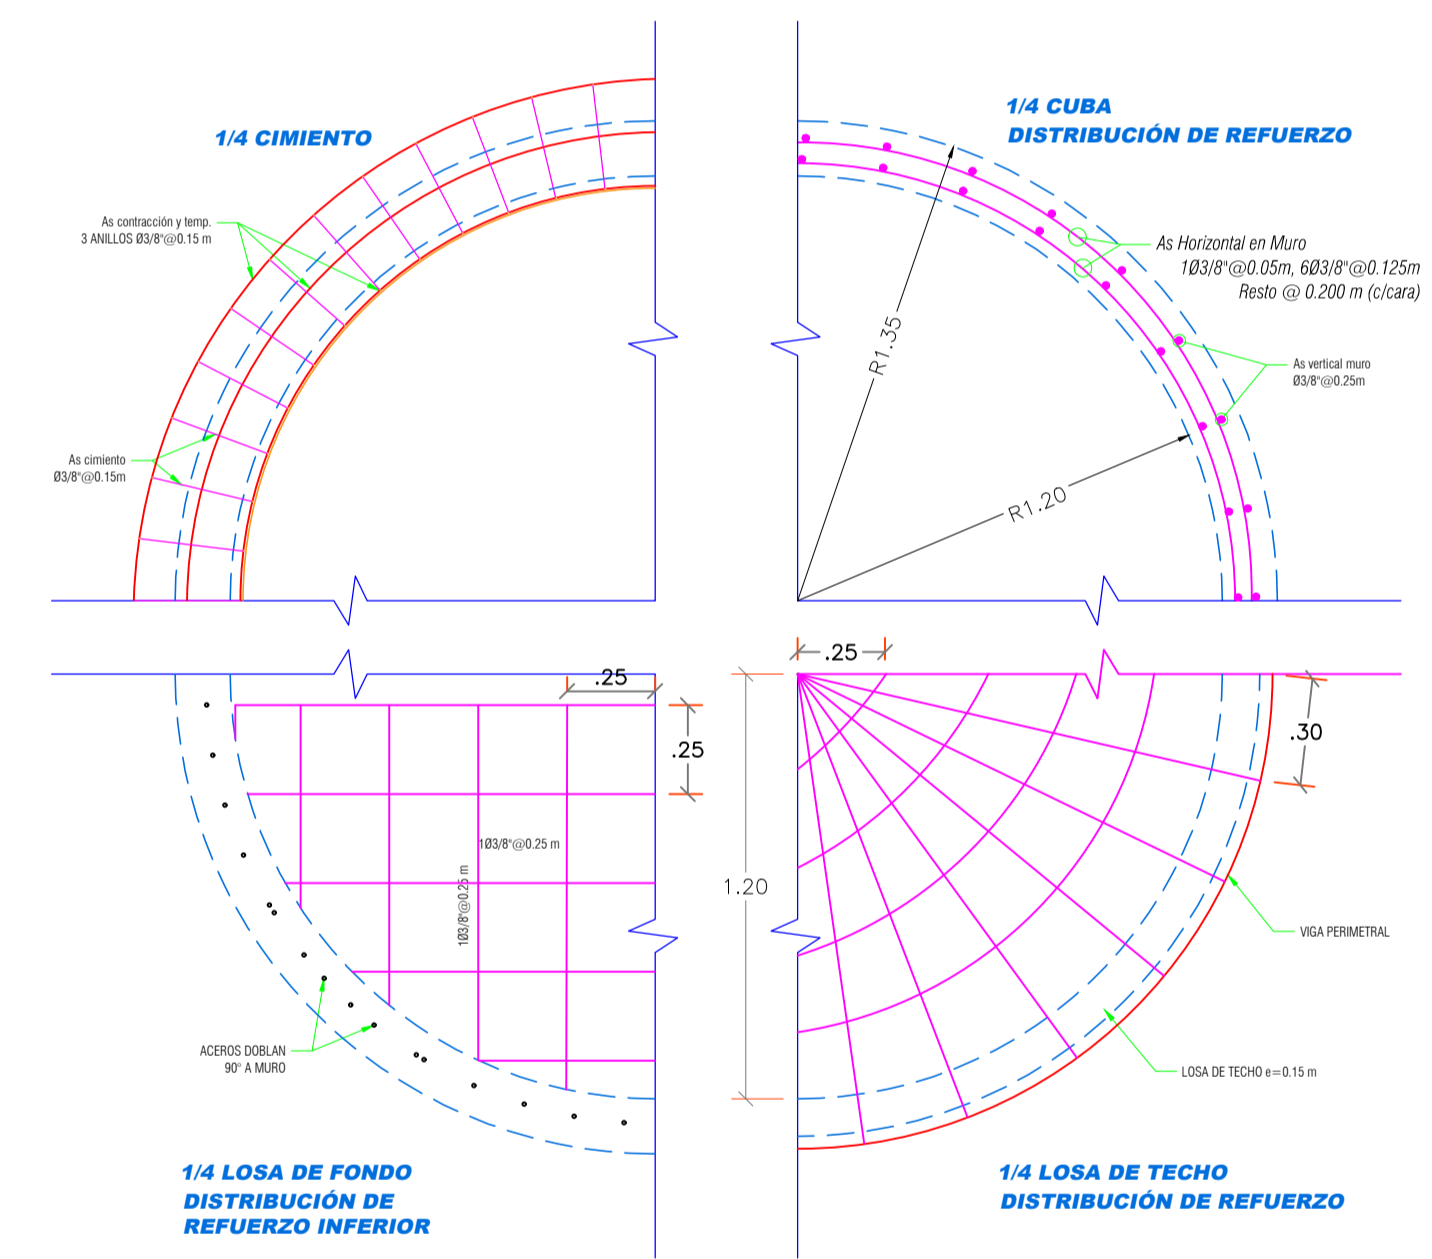 1/4 CIMIENTO
As contracción y temp.
3 ANILLOS Ø3/8"@0.15 m
As cimiento
Ø3/8"@0.15m
1/4 CUBA
DISTRIBUCIÓN DE REFUERZO
As Horizontal en Muro
1Ø3/8"@0.05m, 6Ø3/8"@0.125m
Resto @ 0.200 m (c/cara)
As vertical muro
Ø3/8"@0.25m
R1.35
R1.20
.25
.25
1Ø3/8"@0.25 m
1Ø3/8"@0.25 m
ACEROS DOBLAN
90° A MURO
1/4 LOSA DE FONDO
DISTRIBUCIÓN DE
REFUERZO INFERIOR
.25
.30
1.20
VIGA PERIMETRAL
LOSA DE TECHO e=0.15 m
1/4 LOSA DE TECHO
DISTRIBUCIÓN DE REFUERZO